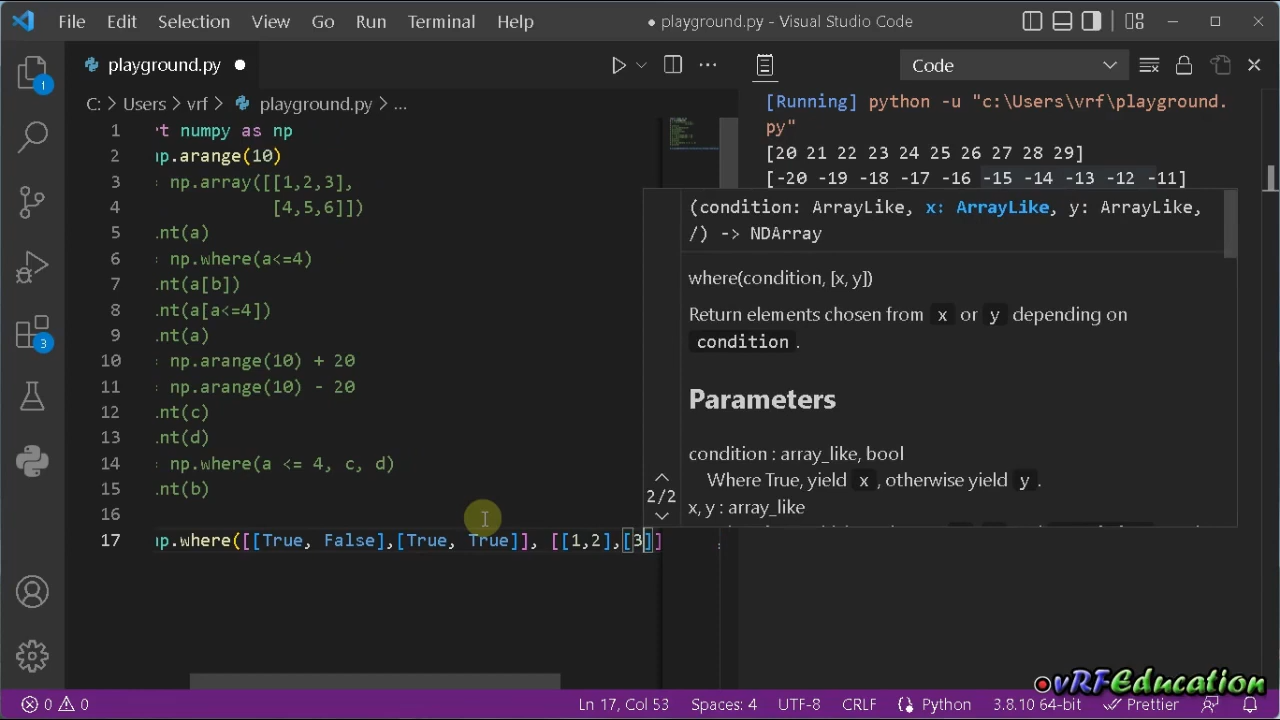 File Edit Selection View Go Run Terminal Help
playground.py - Visual Studio Code
playground.py
Code
C: > Users > vrf > playground.py > ...
1 t numpy as np
2 p.arange(10)
3 np.array([[1,2,3],
4 [4,5,6]])
5 nt(a)
6 np.where(a<=4)
7 nt(a[b])
8 nt(a[a<=4])
9 nt(a)
10 np.arange(10) + 20
11 np.arange(10) - 20
12 nt(c)
13 nt(d)
14 np.where(a <= 4, c, d)
15 nt(b)
16
17 p.where([[True, False],[True, True]], [[1,2],[3]]
[Running] python -u "c:\Users\vrf\playground.
py"
[20 21 22 23 24 25 26 27 28 29]
[-20 -19 -18 -17 -16 -15 -14 -13 -12 -11]
(condition: ArrayLike, x: ArrayLike, y: ArrayLike,
/) -> NDArray
where(condition, [x, y])
Return elements chosen from x or y depending on
condition .
Parameters
condition : array_like, bool
Where True, yield x , otherwise yield y .
x, y : array_like
2/2
1
3
vRFEducation
0 0
Ln 17, Col 53
Spaces: 4
UTF-8
CRLF
Python
3.8.10 64-bit
Prettier